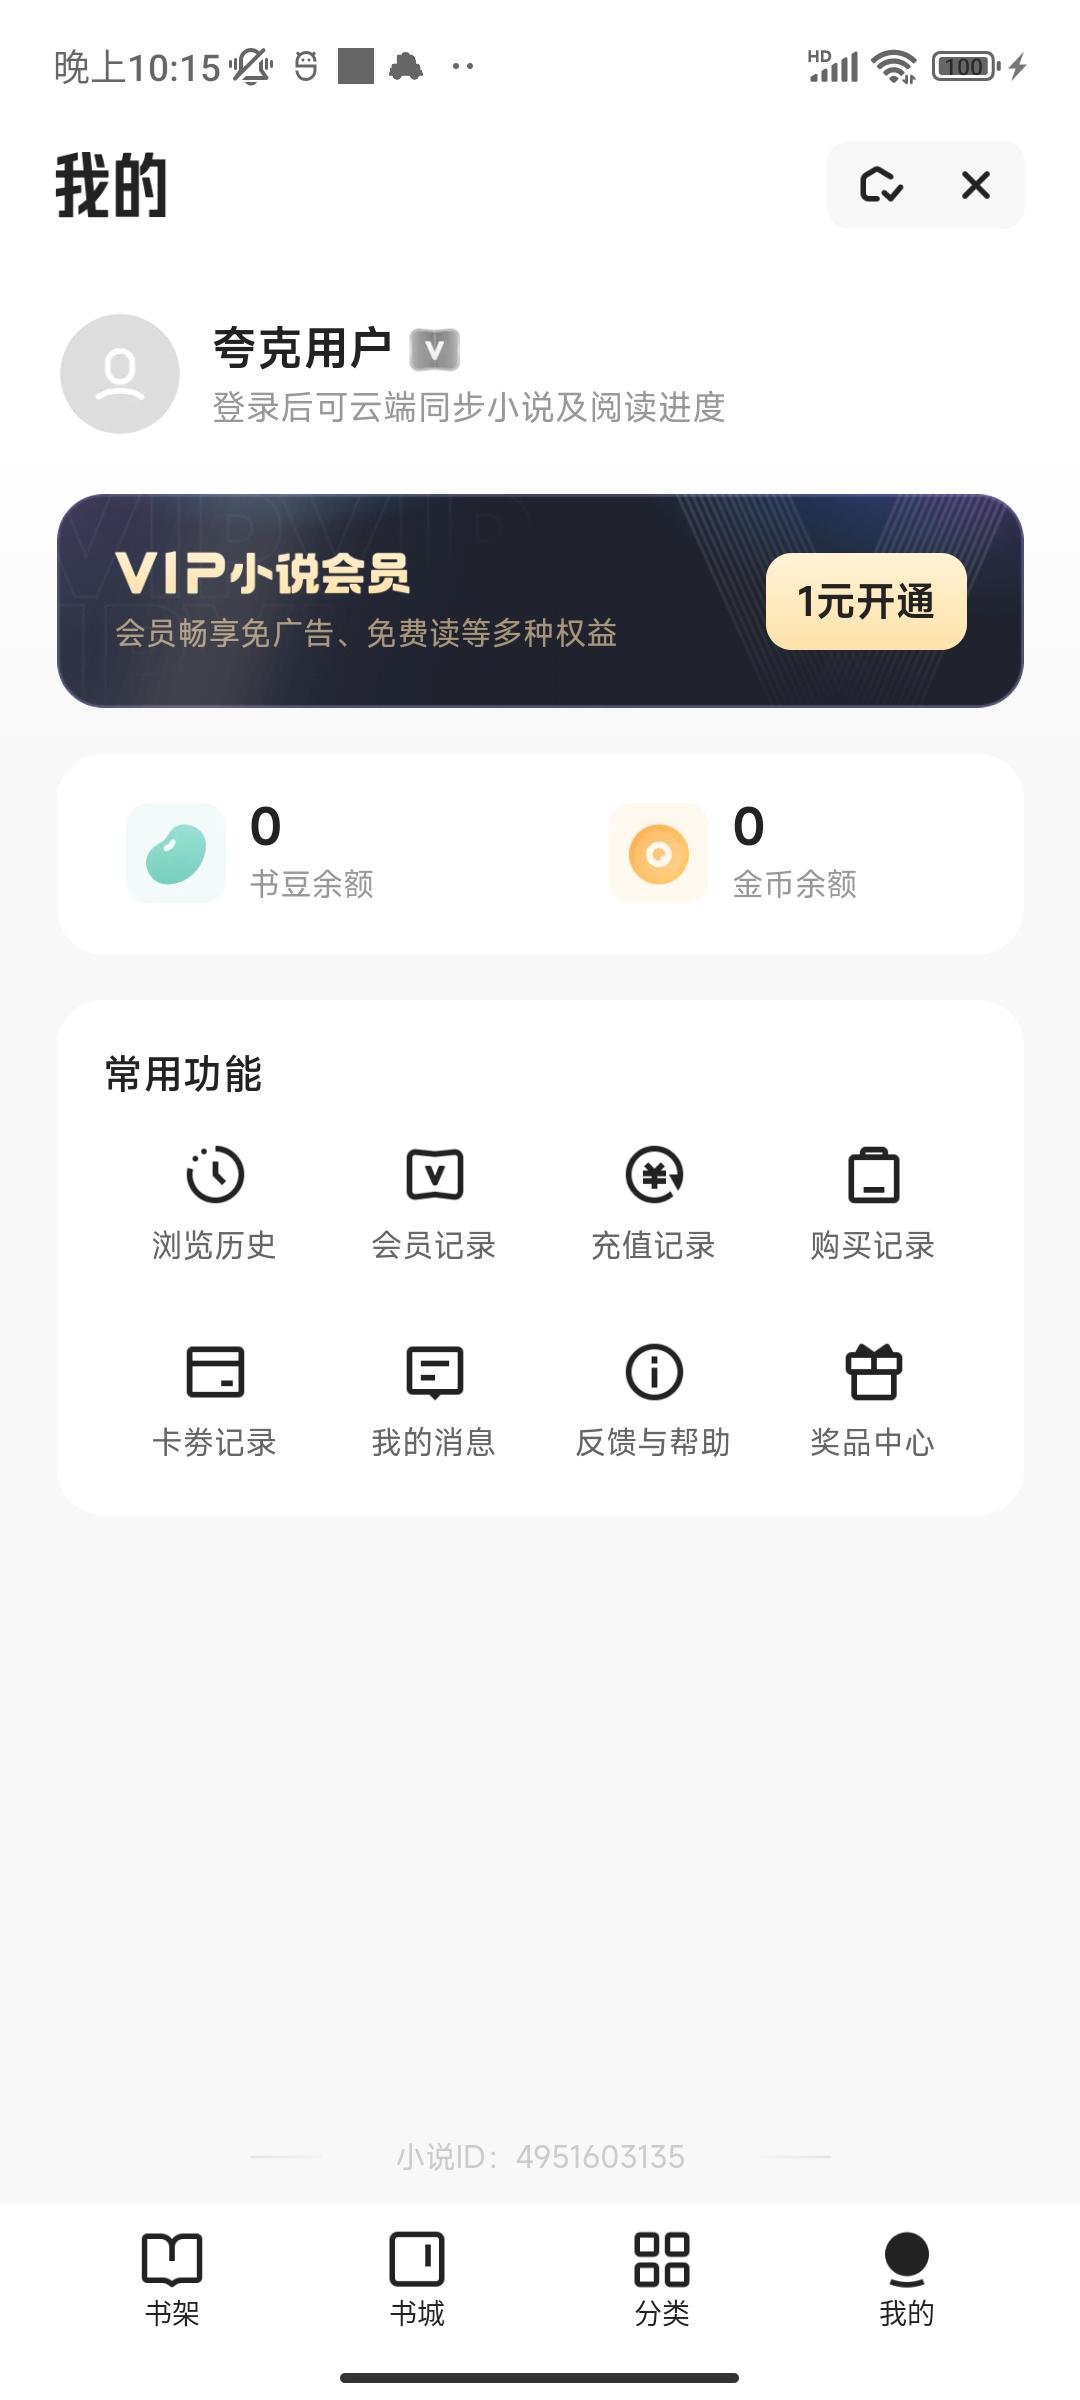 晚上10:15
HD
100
我的
夸克用户
登录后可云端同步小说及阅读进度
VIP小说会员
会员畅享免广告、免费读等多种权益
1元开通
0
书豆余额
0
金币余额
常用功能
浏览历史 会员记录 充值记录 购买记录
卡券记录 我的消息 反馈与帮助 奖品中心
小说ID：4951603135
书架 书城 分类 我的